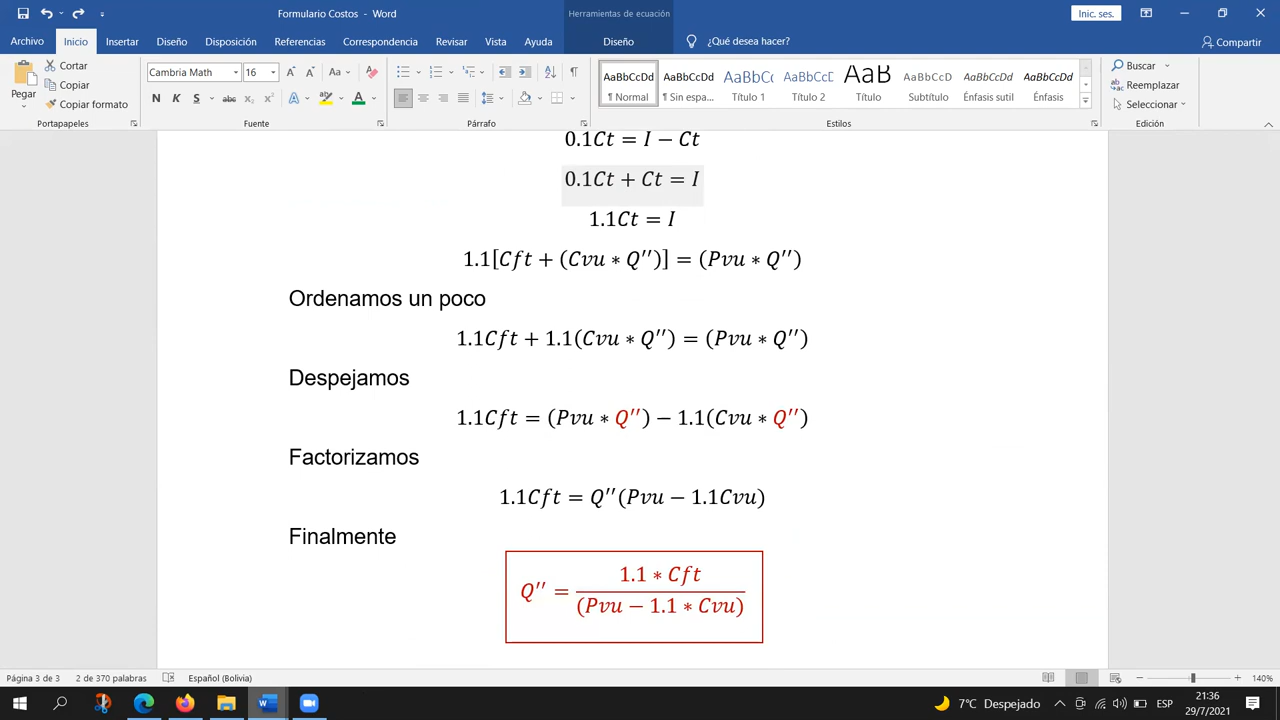 Formulario Costos - Word
Herramientas de ecuación
Inic. ses.
Archivo Inicio Insertar Diseño Disposición Referencias Correspondencia Revisar Vista Ayuda Diseño ¿Qué desea hacer? Compartir
Pegar
Cortar
Copiar
Copiar formato
Portapapeles
Cambria Math 16
N K S abc x₂ x²
Fuente
Párrafo
AaBbCcDd AaBbCcDd AaBbCc AaBbCcD AaB AaBbCcD AaBbCcDd AaBbCcDd
¶ Normal ¶ Sin espa... Título 1 Título 2 Título Subtítulo Énfasis sutil Énfasis
Estilos
Buscar
Reemplazar
Seleccionar
Edición
0.1Ct = I − Ct
0.1Ct + Ct = I
1.1Ct = I
1.1[Cft + (Cvu ∗ Q′′)] = (Pvu ∗ Q′′)
Ordenamos un poco
1.1Cft + 1.1(Cvu ∗ Q′′) = (Pvu ∗ Q′′)
Despejamos
1.1Cft = (Pvu ∗ Q′′) − 1.1(Cvu ∗ Q′′)
Factorizamos
1.1Cft = Q′′(Pvu − 1.1Cvu)
Finalmente
Q′′ = 1.1 ∗ Cft
(Pvu − 1.1 ∗ Cvu)
Página 3 de 3 2 de 370 palabras Español (Bolivia) 140%
7°C Despejado ESP
21:36
29/7/2021